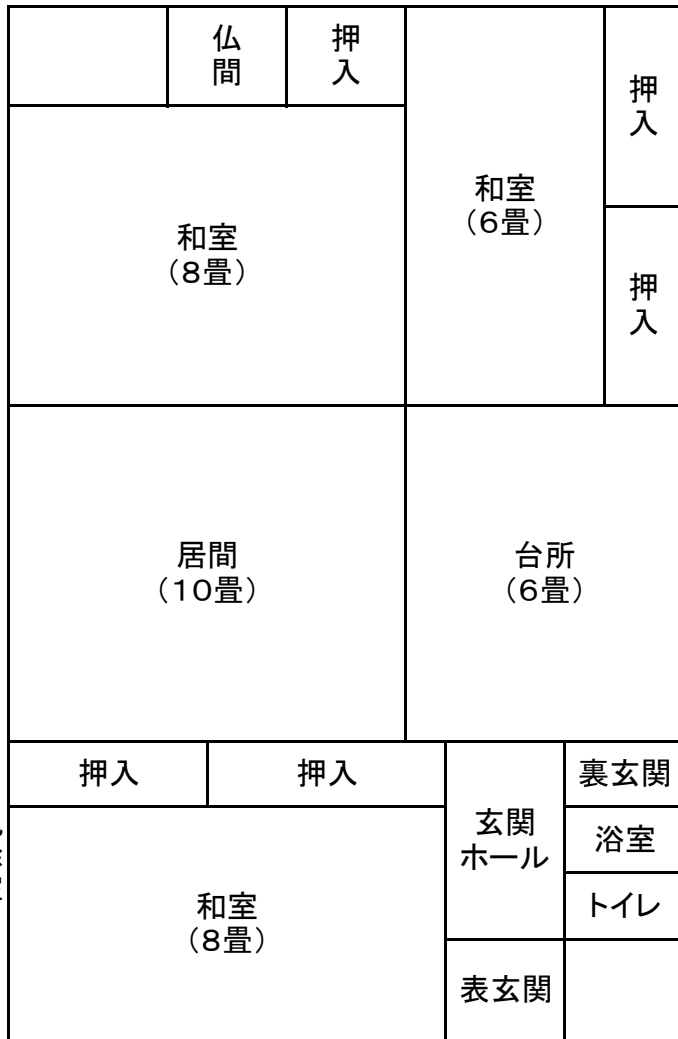 仏間
押入
押入
和室
(6畳)
和室
(8畳)
押入
居間
(10畳)
台所
(6畳)
押入
押入
玄関
ホール
裏玄関
浴室
トイレ
和室
(8畳)
表玄関